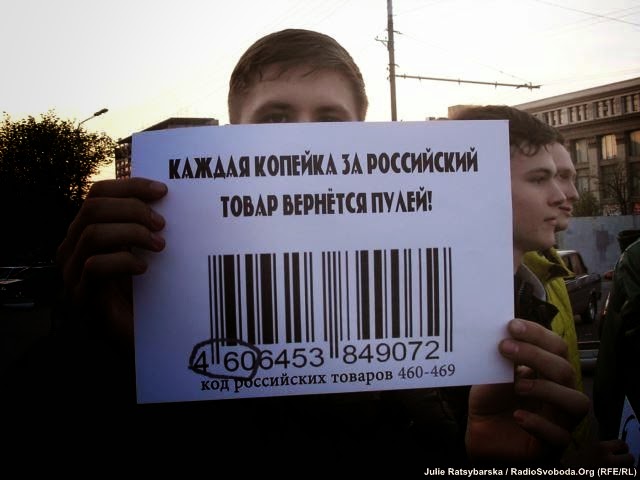 КАЖДАЯ КОПЕЙКА ЗА РОССИЙСКИЙ
ТОВАР ВЕРНЁТСЯ ПУЛЕЙ!
4 606453 849072
код российских товаров 460-469
Julie Ratsybarska / RadioSvoboda.Org (RFE/RL)